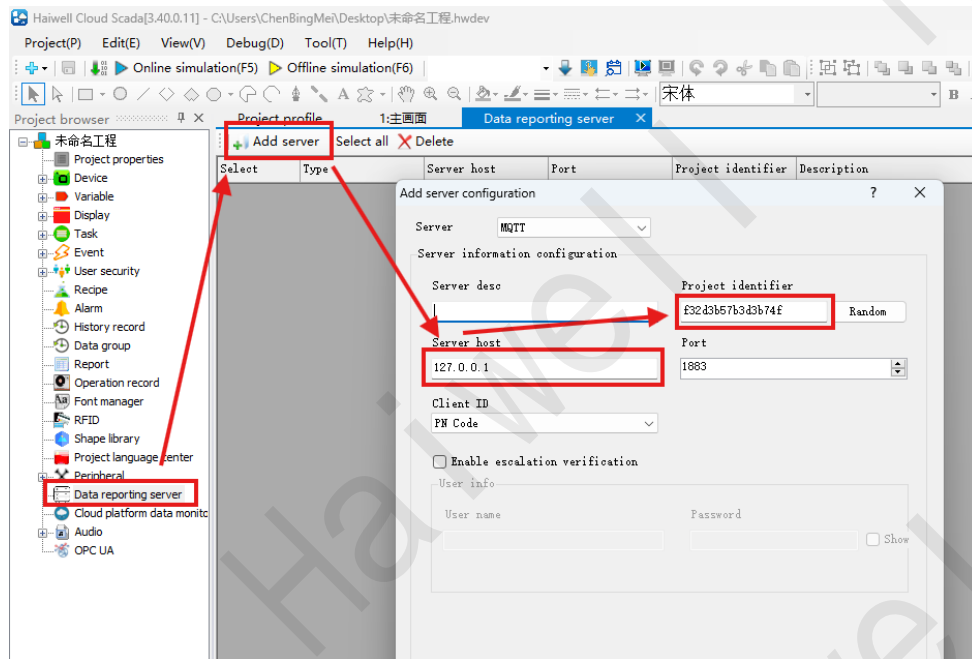 Haiwell Cloud Scada[3.40.0.11] - C:\Users\ChenBingMei\Desktop\未命名工程.hwdev
Project(P) Edit(E) View(V) Debug(D) Tool(T) Help(H)
Online simulation(F5) Offline simulation(F6)
A 宋体 B
Project browser
Project profile 1:主画面 Data reporting server
Add server Select all Delete
Select Type Server host Port Project identifier Description
未命名工程
Project properties
Device
Variable
Display
Task
Event
User security
Recipe
Alarm
History record
Data group
Report
Operation record
Font manager
RFID
Shape library
Project language center
Peripheral
Data reporting server
Cloud platform data monito
Audio
OPC UA
Add server configuration ? ×
Server MQTT
Server information configuration
Server desc Project identifier
f32d3b57b3d3b74f Random
Server host Port
127.0.0.1 1883
Client ID
PN Code
Enable escalation verification
User info
User name Password
Show
Haiwell